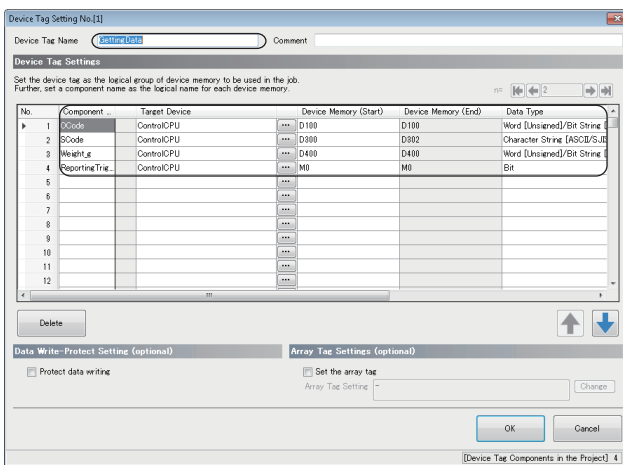 Device Tag Setting No.[1]
Device Tag Name GettingData Comment
Device Tag Settings
Set the device tag as the logical group of device memory to be used in the job.
Further, set a component name as the logical name for each device memory.
n= 2
No. Component ... Target Device Device Memory (Start) Device Memory (End) Data Type
1 OCode ControlCPU ... D100 D100 Word [Unsigned]/Bit String [
2 SCode ControlCPU ... D300 D302 Character String [ASCII/SJIS
3 Weight_g ControlCPU ... D400 D400 Word [Unsigned]/Bit String [
4 ReportingTrig... ControlCPU ... M0 M0 Bit
5 ...
6 ...
7 ...
8 ...
9 ...
10 ...
11 ...
12 ...
Delete
Data Write-Protect Setting (optional) Array Tag Settings (optional)
Protect data writing Set the array tag
Array Tag Setting - Change
OK Cancel
[Device Tag Components in the Project] 4